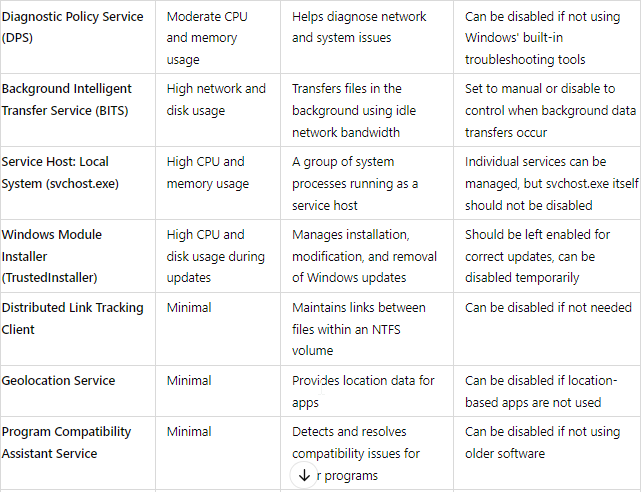 Diagnostic Policy Service
(DPS)
Moderate CPU
and memory
usage
Helps diagnose network
and system issues
Can be disabled if not using
Windows' built-in
troubleshooting tools
Background Intelligent
Transfer Service (BITS)
High network and
disk usage
Transfers files in the
background using idle
network bandwidth
Set to manual or disable to
control when background data
transfers occur
Service Host: Local
System (svchost.exe)
High CPU and
memory usage
A group of system
processes running as a
service host
Individual services can be
managed, but svchost.exe itself
should not be disabled
Windows Module
Installer
(TrustedInstaller)
High CPU and
disk usage during
updates
Manages installation,
modification, and removal
of Windows updates
Should be left enabled for
correct updates, can be
disabled temporarily
Distributed Link Tracking
Client
Minimal
Maintains links between
files within an NTFS
volume
Can be disabled if not needed
Geolocation Service
Minimal
Provides location data for
apps
Can be disabled if location-
based apps are not used
Program Compatibility
Assistant Service
Minimal
Detects and resolves
compatibility issues for
programs
Can be disabled if not using
older software